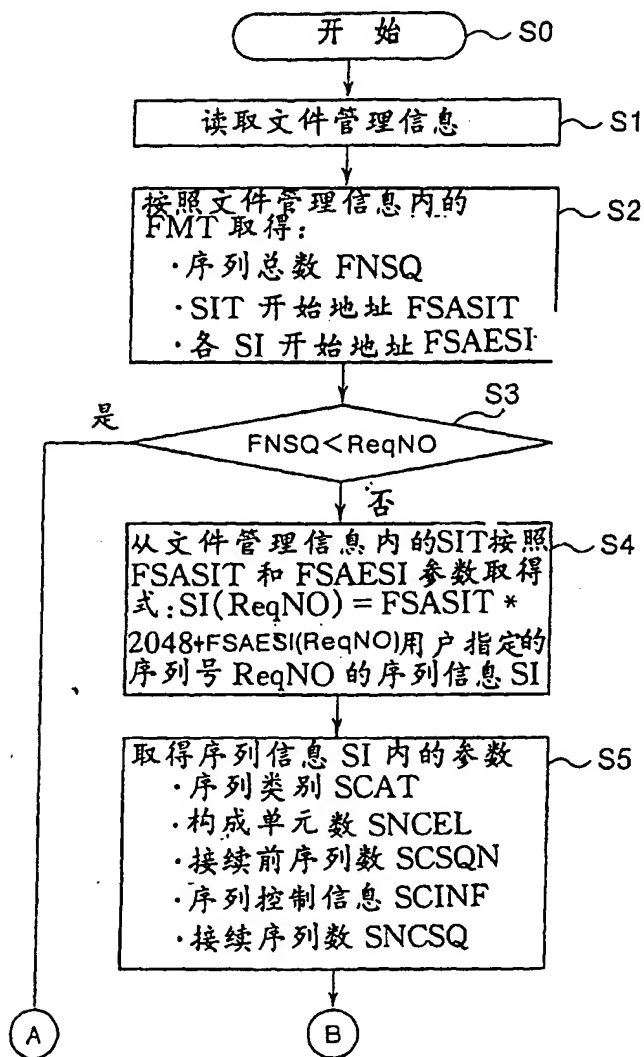 开 始
S0
读取文件管理信息
S1
按照文件管理信息内的
FMT 取得:
·序列总数 FNSQ
·SIT 开始地址 FSASIT
·各 SI 开始地址 FSAESI
S2
S3
是
FNSQ<ReqNO
否
从文件管理信息内的SIT按照
FSASIT 和 FSAESI 参数取得
式:SI(ReqNO)=FSASIT *
2048+FSAESI(ReqNO)用户指定的
序列号 ReqNO 的序列信息 SI
S4
取得序列信息 SI 内的参数
·序列类别 SCAT
·构成单元数 SNCEL
·接续前序列数 SCSQN
·序列控制信息 SCINF
·接续序列数 SNCSQ
S5
A
B